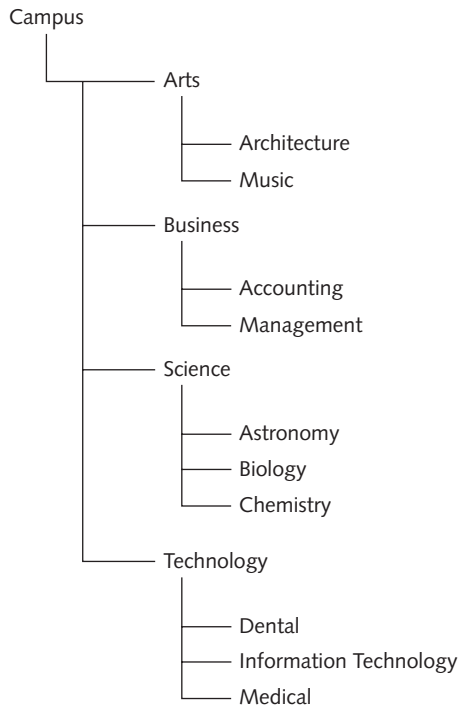 Campus
Arts
Architecture
Music
Business
Accounting
Management
Science
Astronomy
Biology
Chemistry
Technology
Dental
Information Technology
Medical